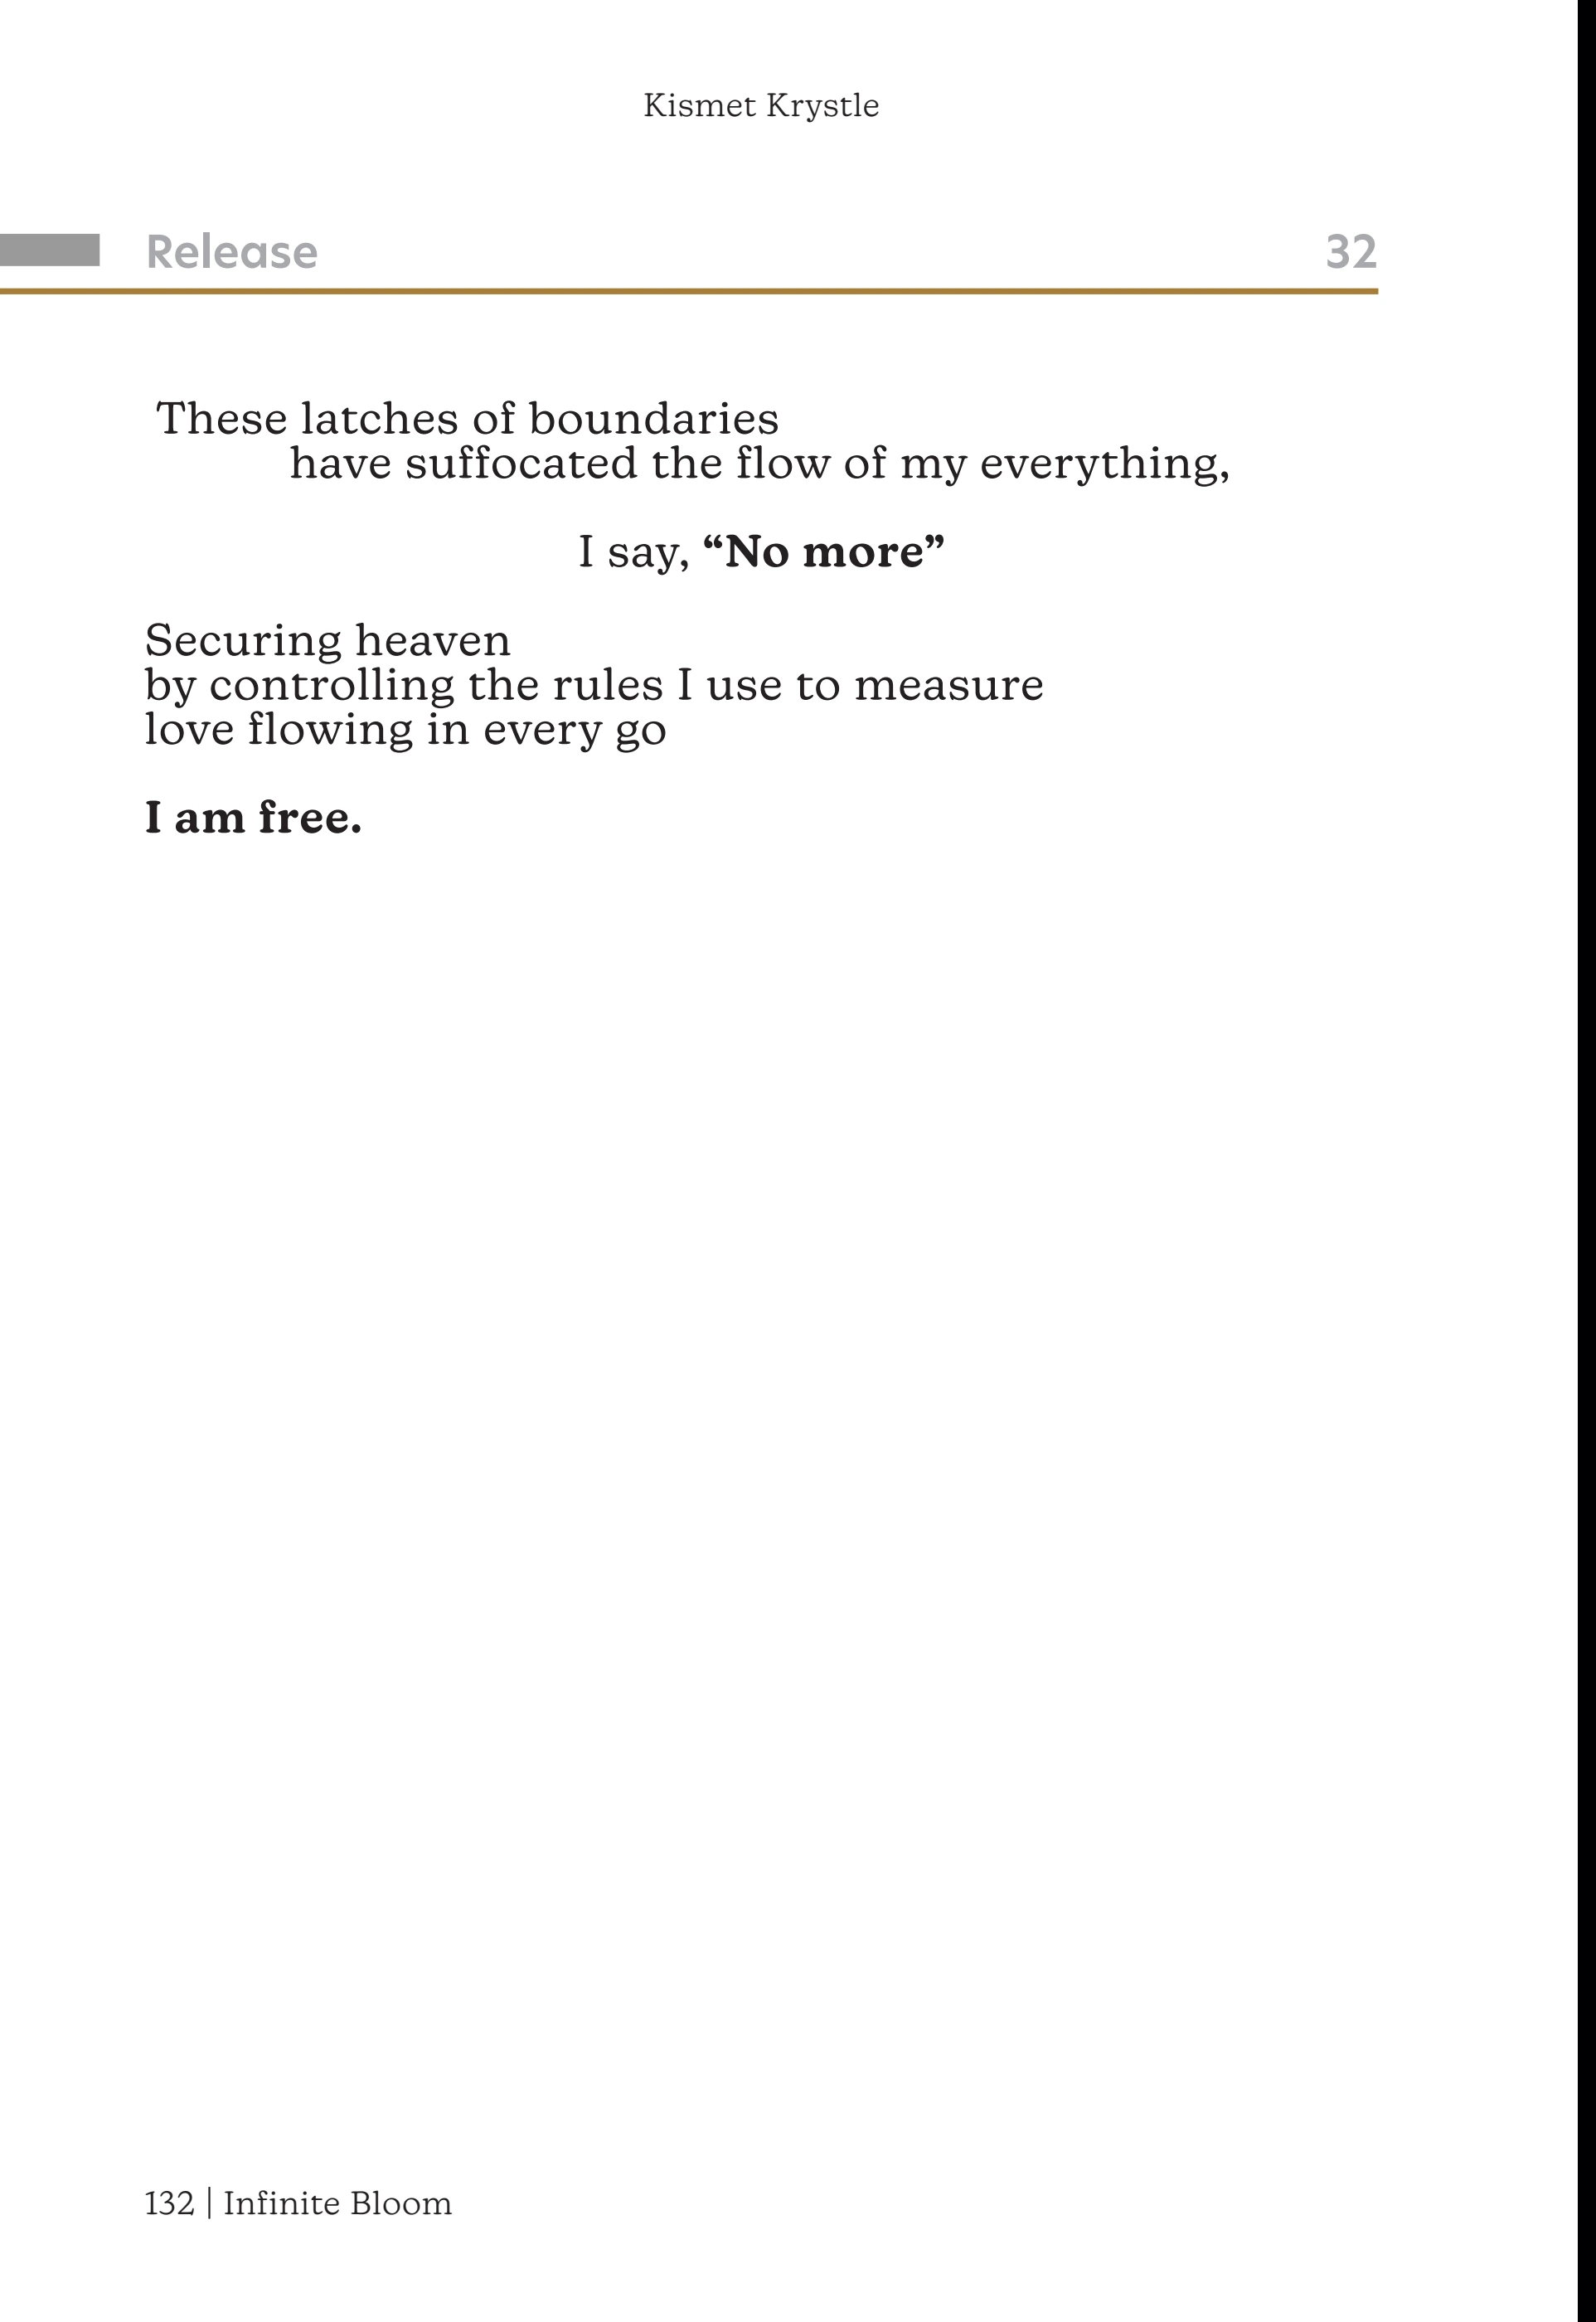 Kismet Krystle
Release 32
These latches of boundaries
have suffocated the flow of my everything,
I say, “No more”
Securing heaven
by controlling the rules I use to measure
love flowing in every go
I am free.
132 | Infinite Bloom